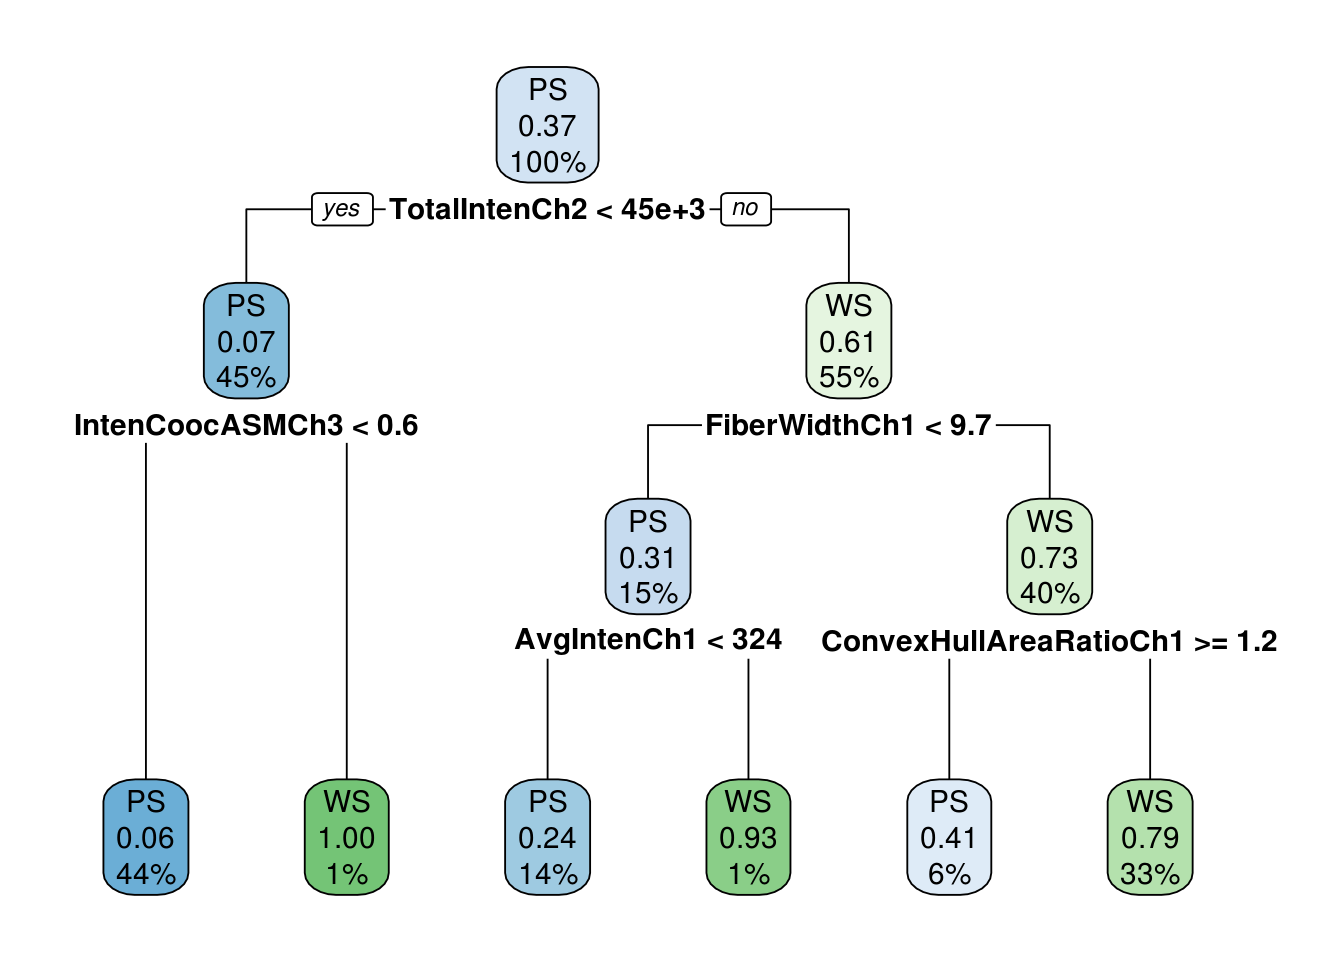 PS
0.37
100%
yes
TotalIntenCh2 < 45e+3
no
PS
0.07
45%
WS
0.61
55%
IntenCoocASMCh3 < 0.6
FiberWidthCh1 < 9.7
PS
0.31
15%
WS
0.73
40%
AvgIntenCh1 < 324
ConvexHullAreaRatioCh1 >= 1.2
PS
0.06
44%
WS
1.00
1%
PS
0.24
14%
WS
0.93
1%
PS
0.41
6%
WS
0.79
33%